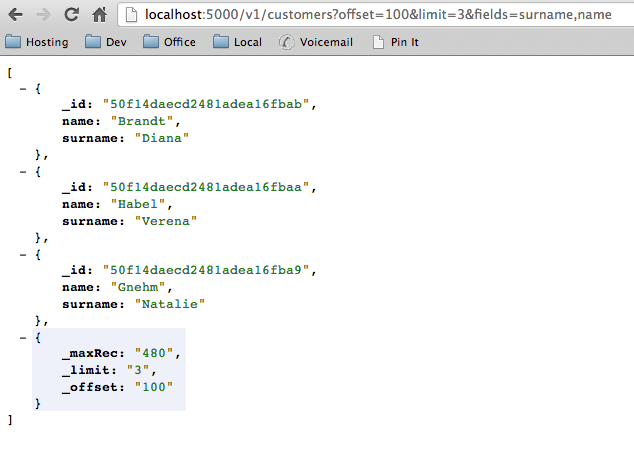 localhost:5000/v1/customers?offset=100&limit=3&fields=surname,name
Hosting Dev Office Local Voicemail Pin It
[
- {
_id: "50f14daecd2481adea16fbab",
name: "Brandt",
surname: "Diana"
},
- {
_id: "50f14daecd2481adea16fbaa",
name: "Habel",
surname: "Verena"
},
- {
_id: "50f14daecd2481adea16fba9",
name: "Gnehm",
surname: "Natalie"
},
- {
_maxRec: "480",
_limit: "3",
_offset: "100"
}
]